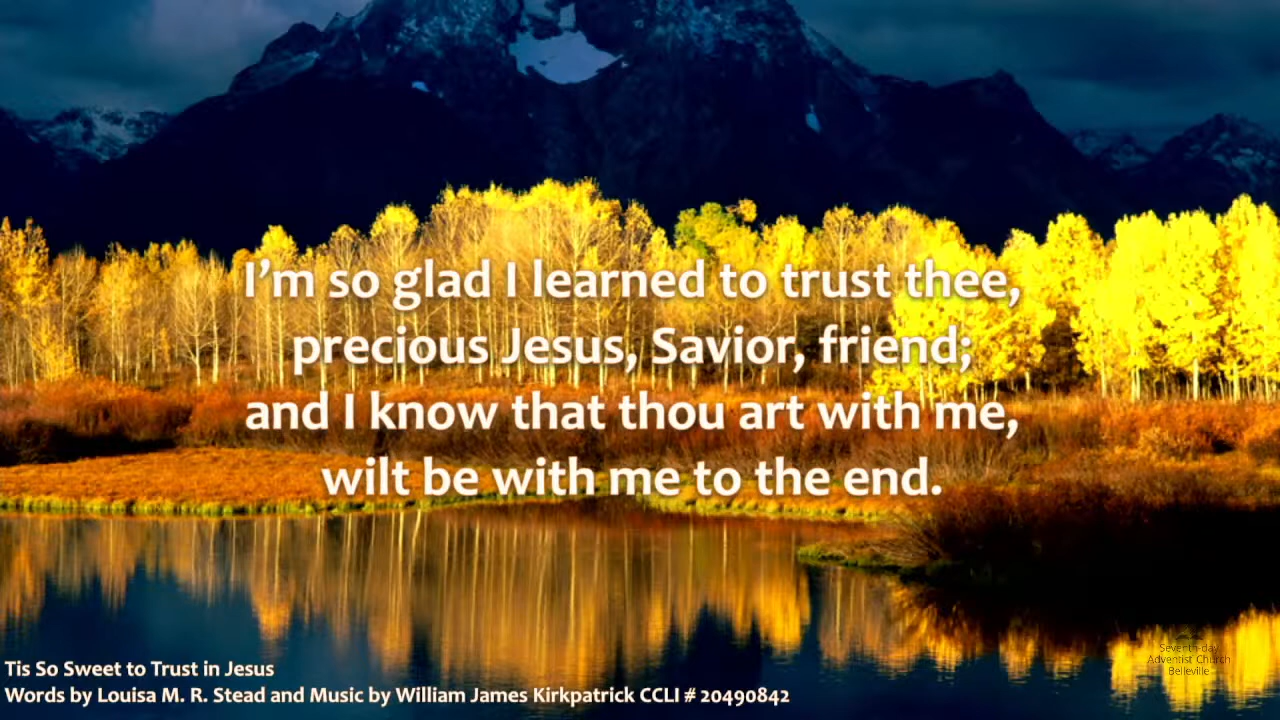 I'm so glad I learned to trust thee,
precious Jesus, Savior, friend;
and I know that thou art with me,
wilt be with me to the end.
Tis So Sweet to Trust in Jesus
Words by Louisa M. R. Stead and Music by William James Kirkpatrick CCLI # 20490842
Seventh-day
Adventist Church
Belleville